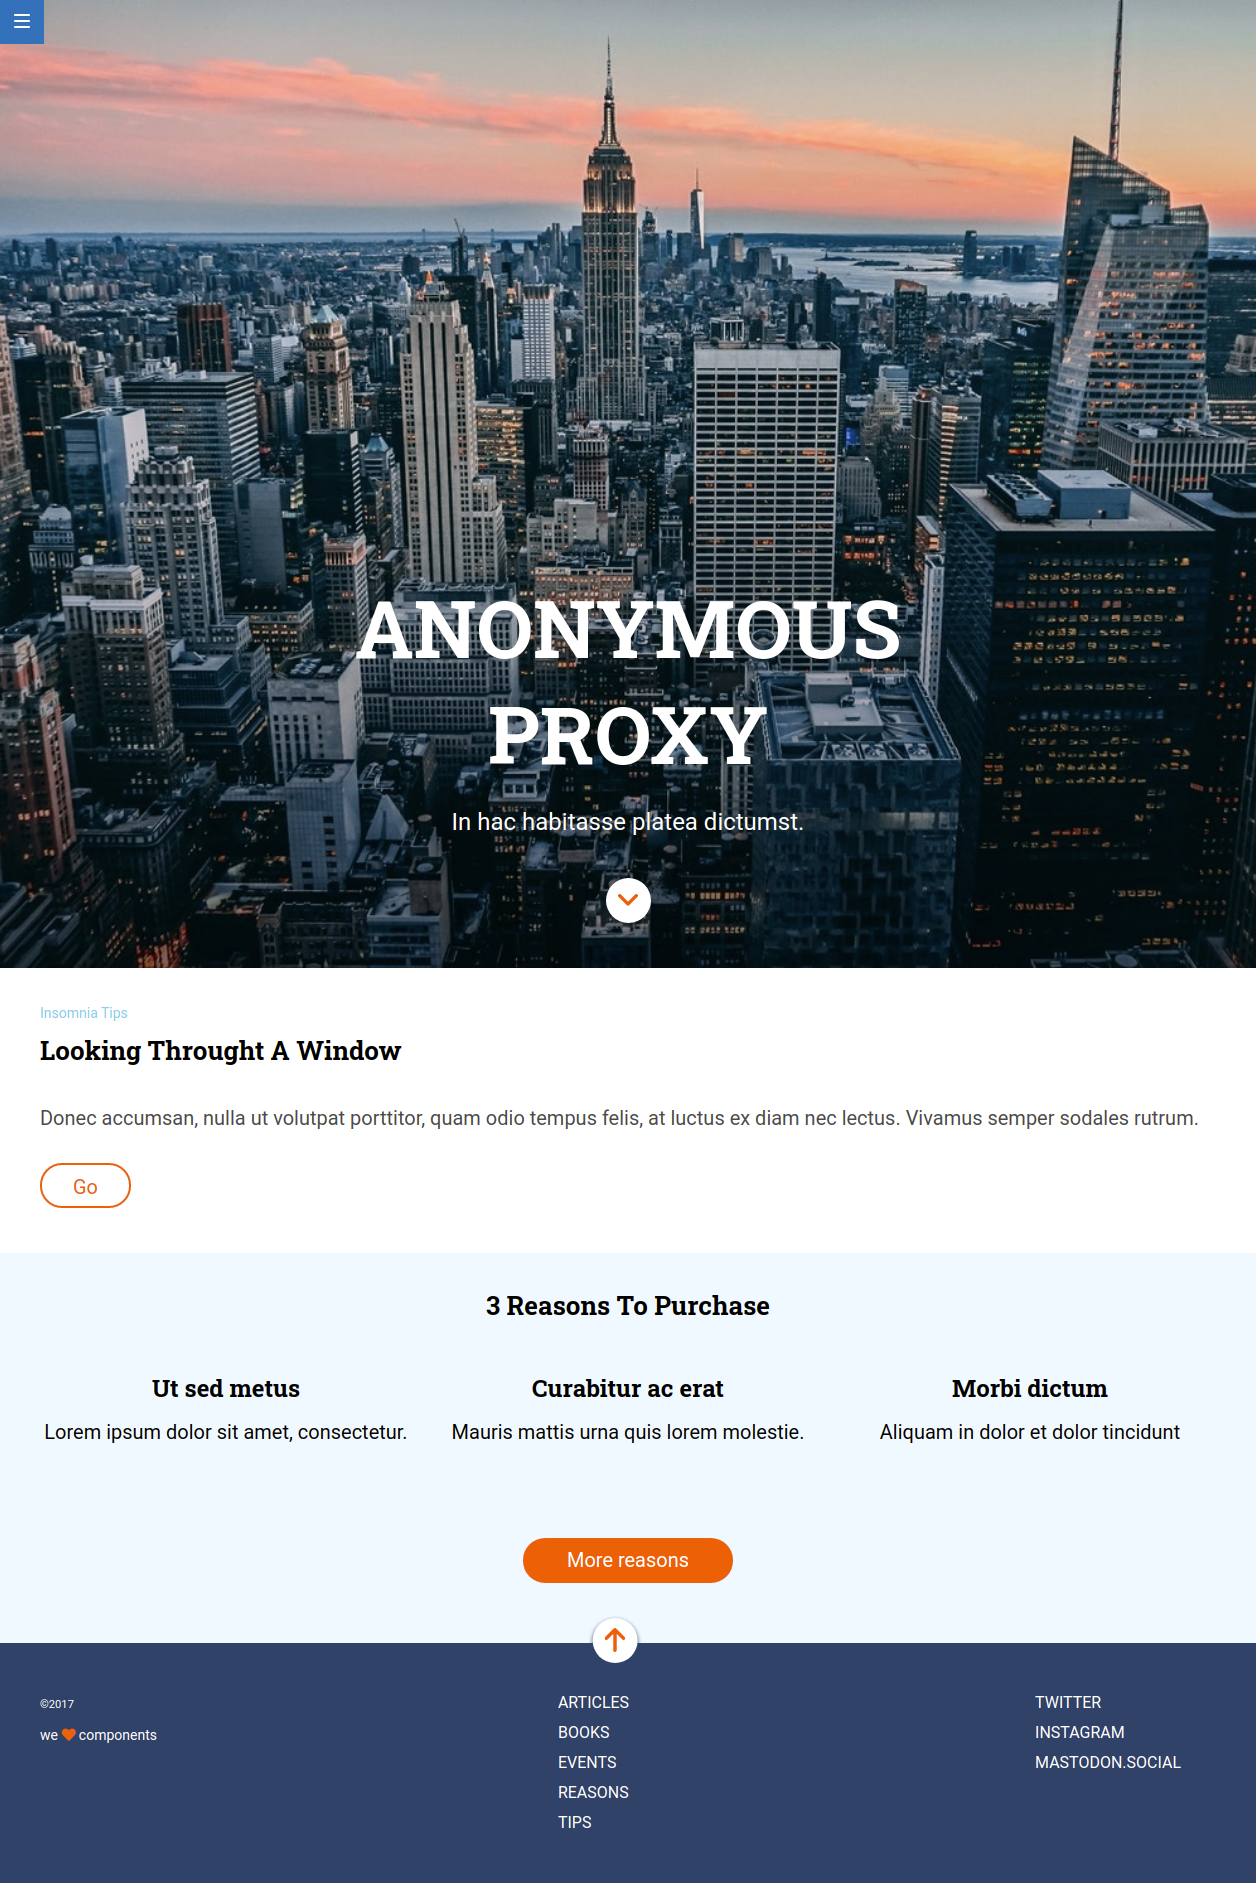 ANONYMOUS
PROXY
In hac habitasse platea dictumst.
Insomnia Tips
Looking Throught A Window
Donec accumsan, nulla ut volutpat porttitor, quam odio tempus felis, at luctus ex diam nec lectus. Vivamus semper sodales rutrum.
Go
3 Reasons To Purchase
Ut sed metus
Lorem ipsum dolor sit amet, consectetur.
Curabitur ac erat
Mauris mattis urna quis lorem molestie.
Morbi dictum
Aliquam in dolor et dolor tincidunt
More reasons
©2017
we components
ARTICLES
BOOKS
EVENTS
REASONS
TIPS
TWITTER
INSTAGRAM
MASTODON.SOCIAL